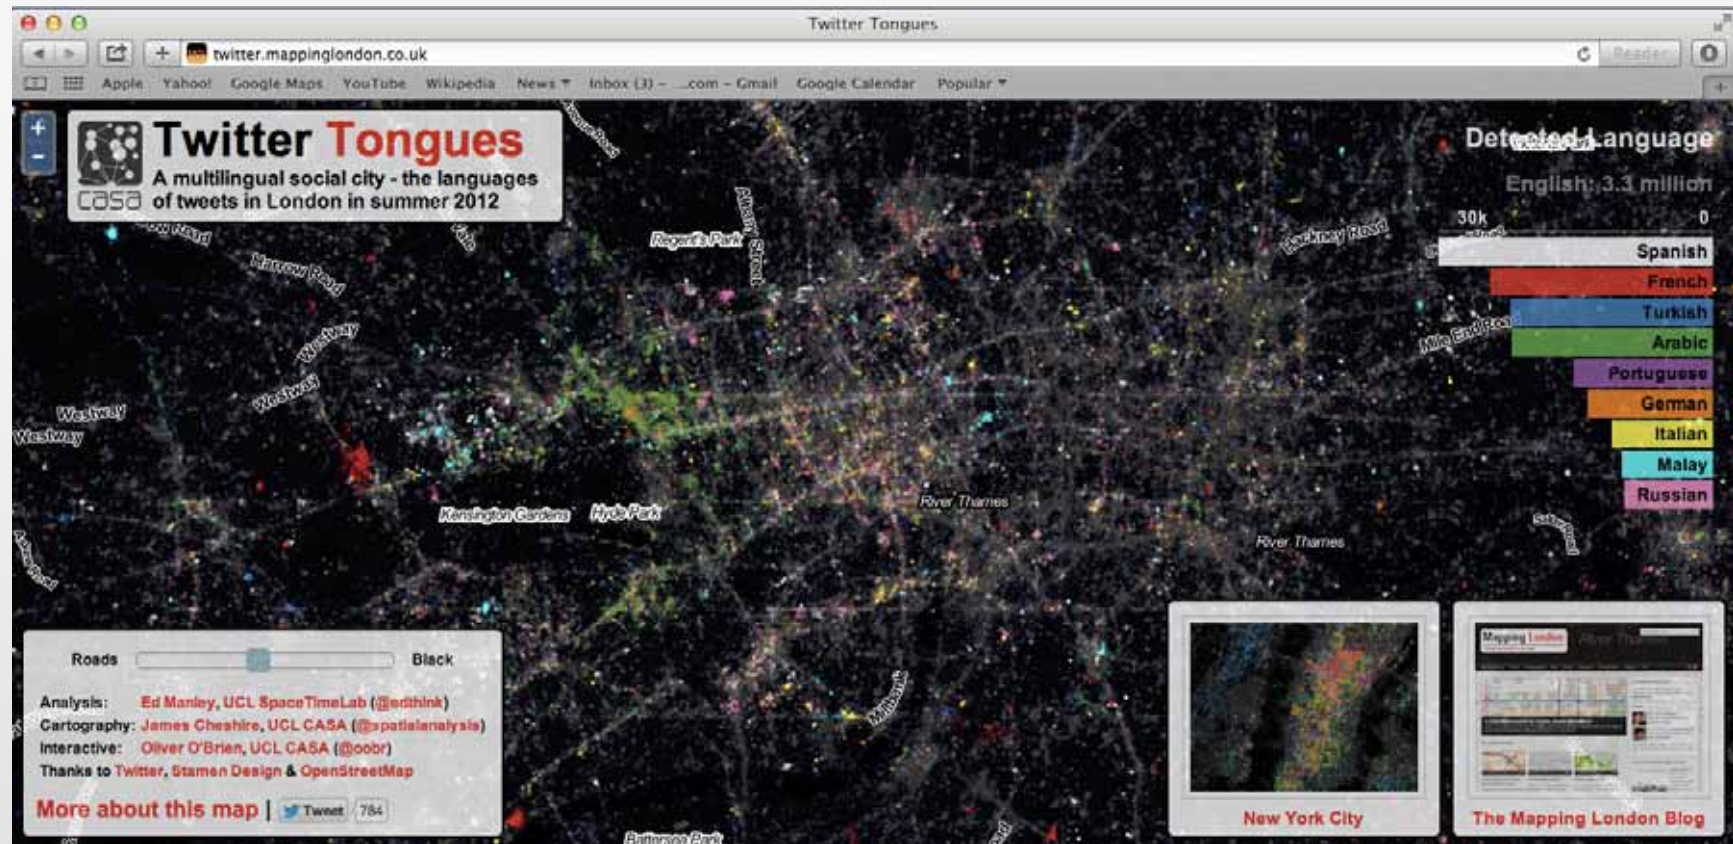 Twitter Tongues
twitter.mappinglondon.co.uk
Reader
Apple Yahoo! Google Maps YouTube Wikipedia News Inbox (3) – ...com – Gmail Google Calendar Popular
+
-
Twitter Tongues
A multilingual social city - the languages
of tweets in London in summer 2012
casa
Detected Language
English: 3.3 million
30k 0
Spanish
French
Turkish
Arabic
Portuguese
German
Italian
Malay
Russian
Albany Street
Regent's Park
Hackney Road
Harrow Road
Westway
Westway
Westway
Westway
Mile End Road
Kensington Gardens
Hyde Park
River Thames
River Thames
Battersea Park
Roads Black
Analysis: Ed Manley, UCL SpaceTimeLab (@edthink)
Cartography: James Cheshire, UCL CASA (@spatialanalysis)
Interactive: Oliver O'Brien, UCL CASA (@oobr)
Thanks to Twitter, Stamen Design & OpenStreetMap
More about this map | Tweet 784
New York City
Mapping London
The Mapping London Blog